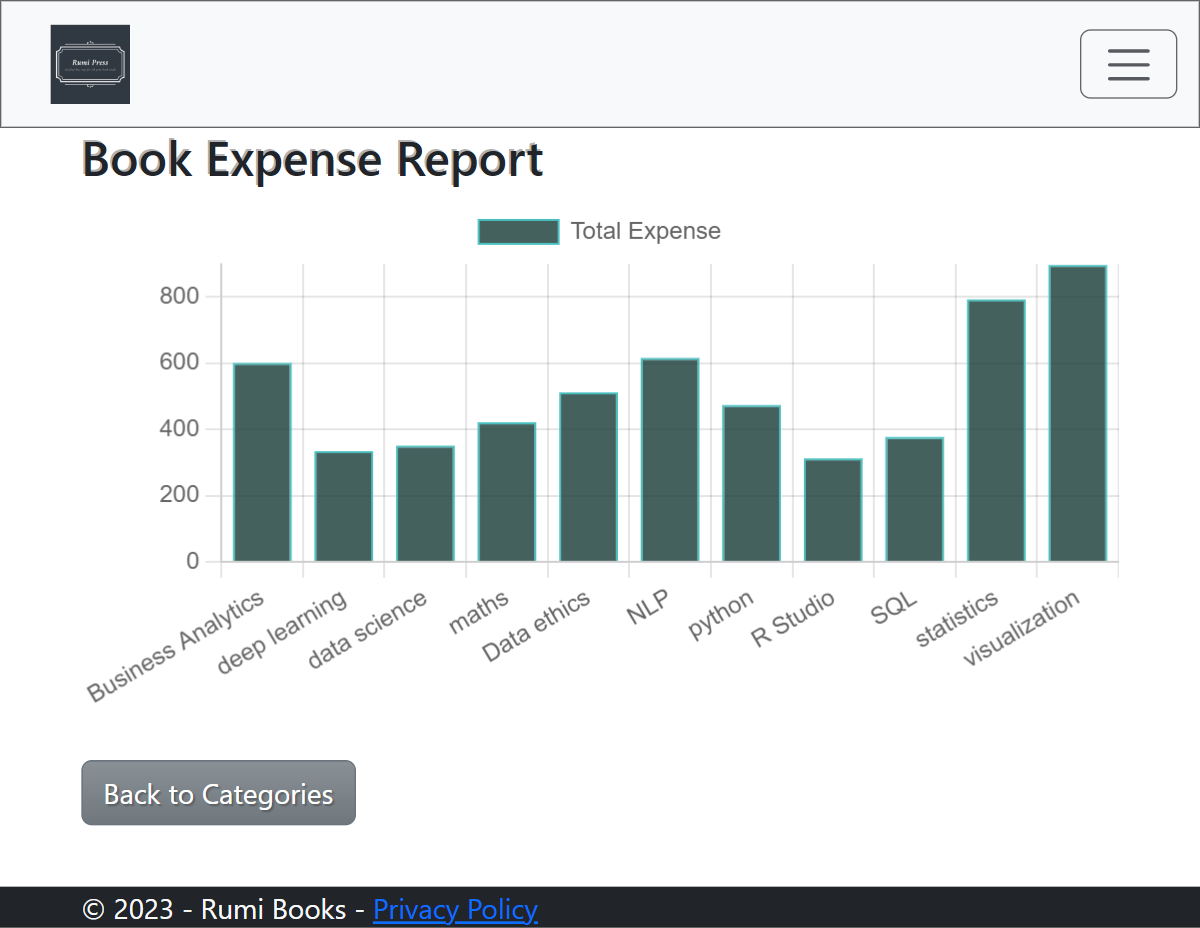 Rumi Press
Book Expense Report
Total Expense
800
600
400
200
0
Business Analytics
deep learning
data science
maths
Data ethics
NLP
python
R Studio
SQL
statistics
visualization
Back to Categories
© 2023 - Rumi Books - Privacy Policy